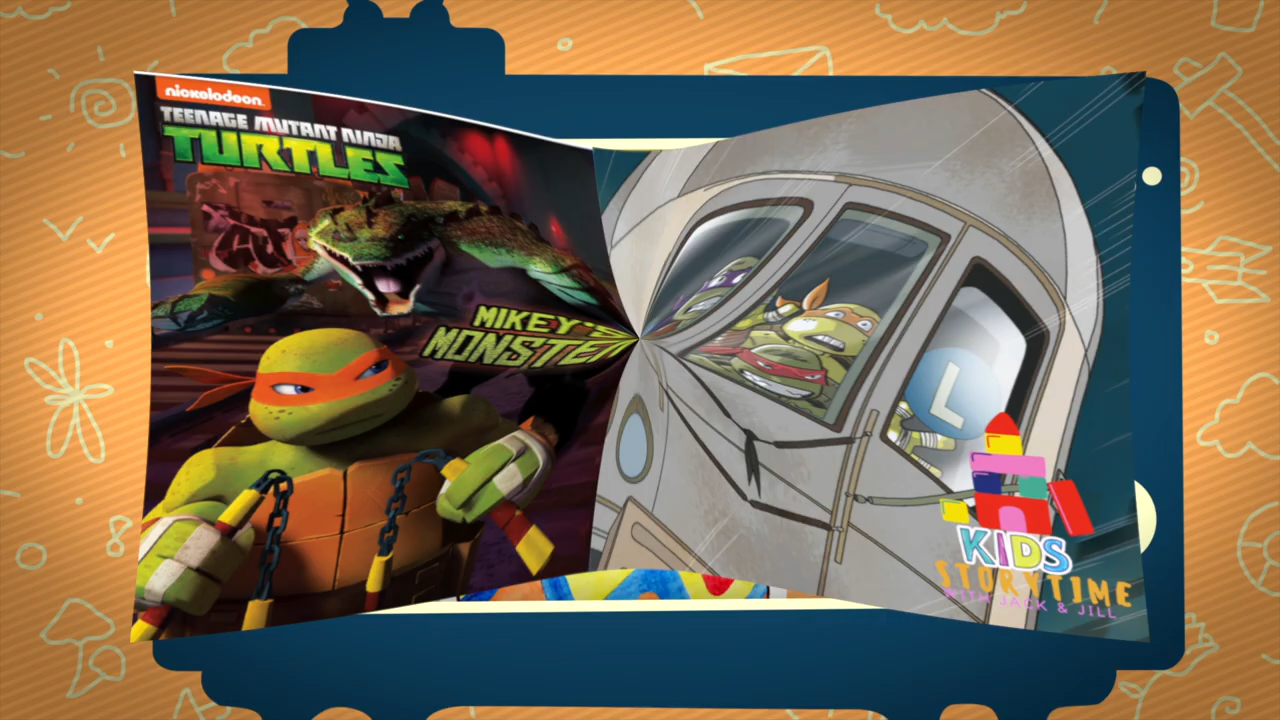 nickelodeon
TEENAGE MUTANT NINJA
TURTLES
MIKEY'S
MONSTER
L
KIDS
STORYTIME
WITH JACK & JILL